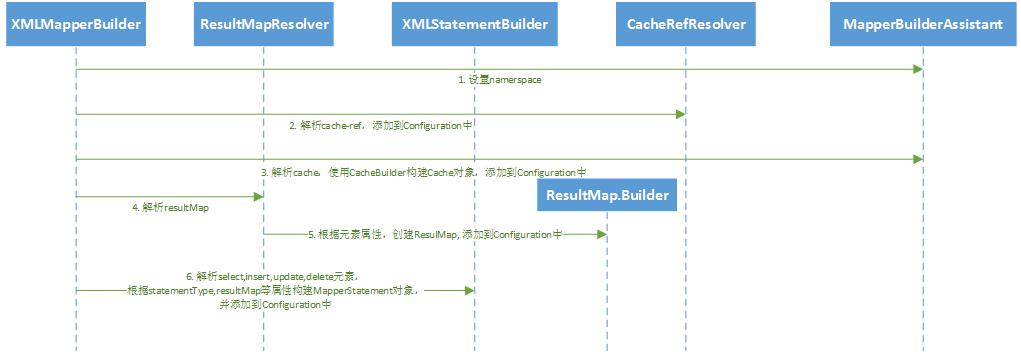 XMLMapperBuilder
ResultMapResolver
XMLStatementBuilder
CacheRefResolver
MapperBuilderAssistant
1. 设置namerspace
2. 解析cache-ref，添加到Configuration中
3. 解析cache，使用CacheBuilder构建Cache对象，添加到Configuration中
ResultMap.Builder
4. 解析resultMap
5. 根据元素属性，创建ResulMap, 添加到Configuration中
6. 解析select,insert,update,delete元素，
根据statementType,resultMap等属性构建MapperStatement对象，
并添加到Configuration中